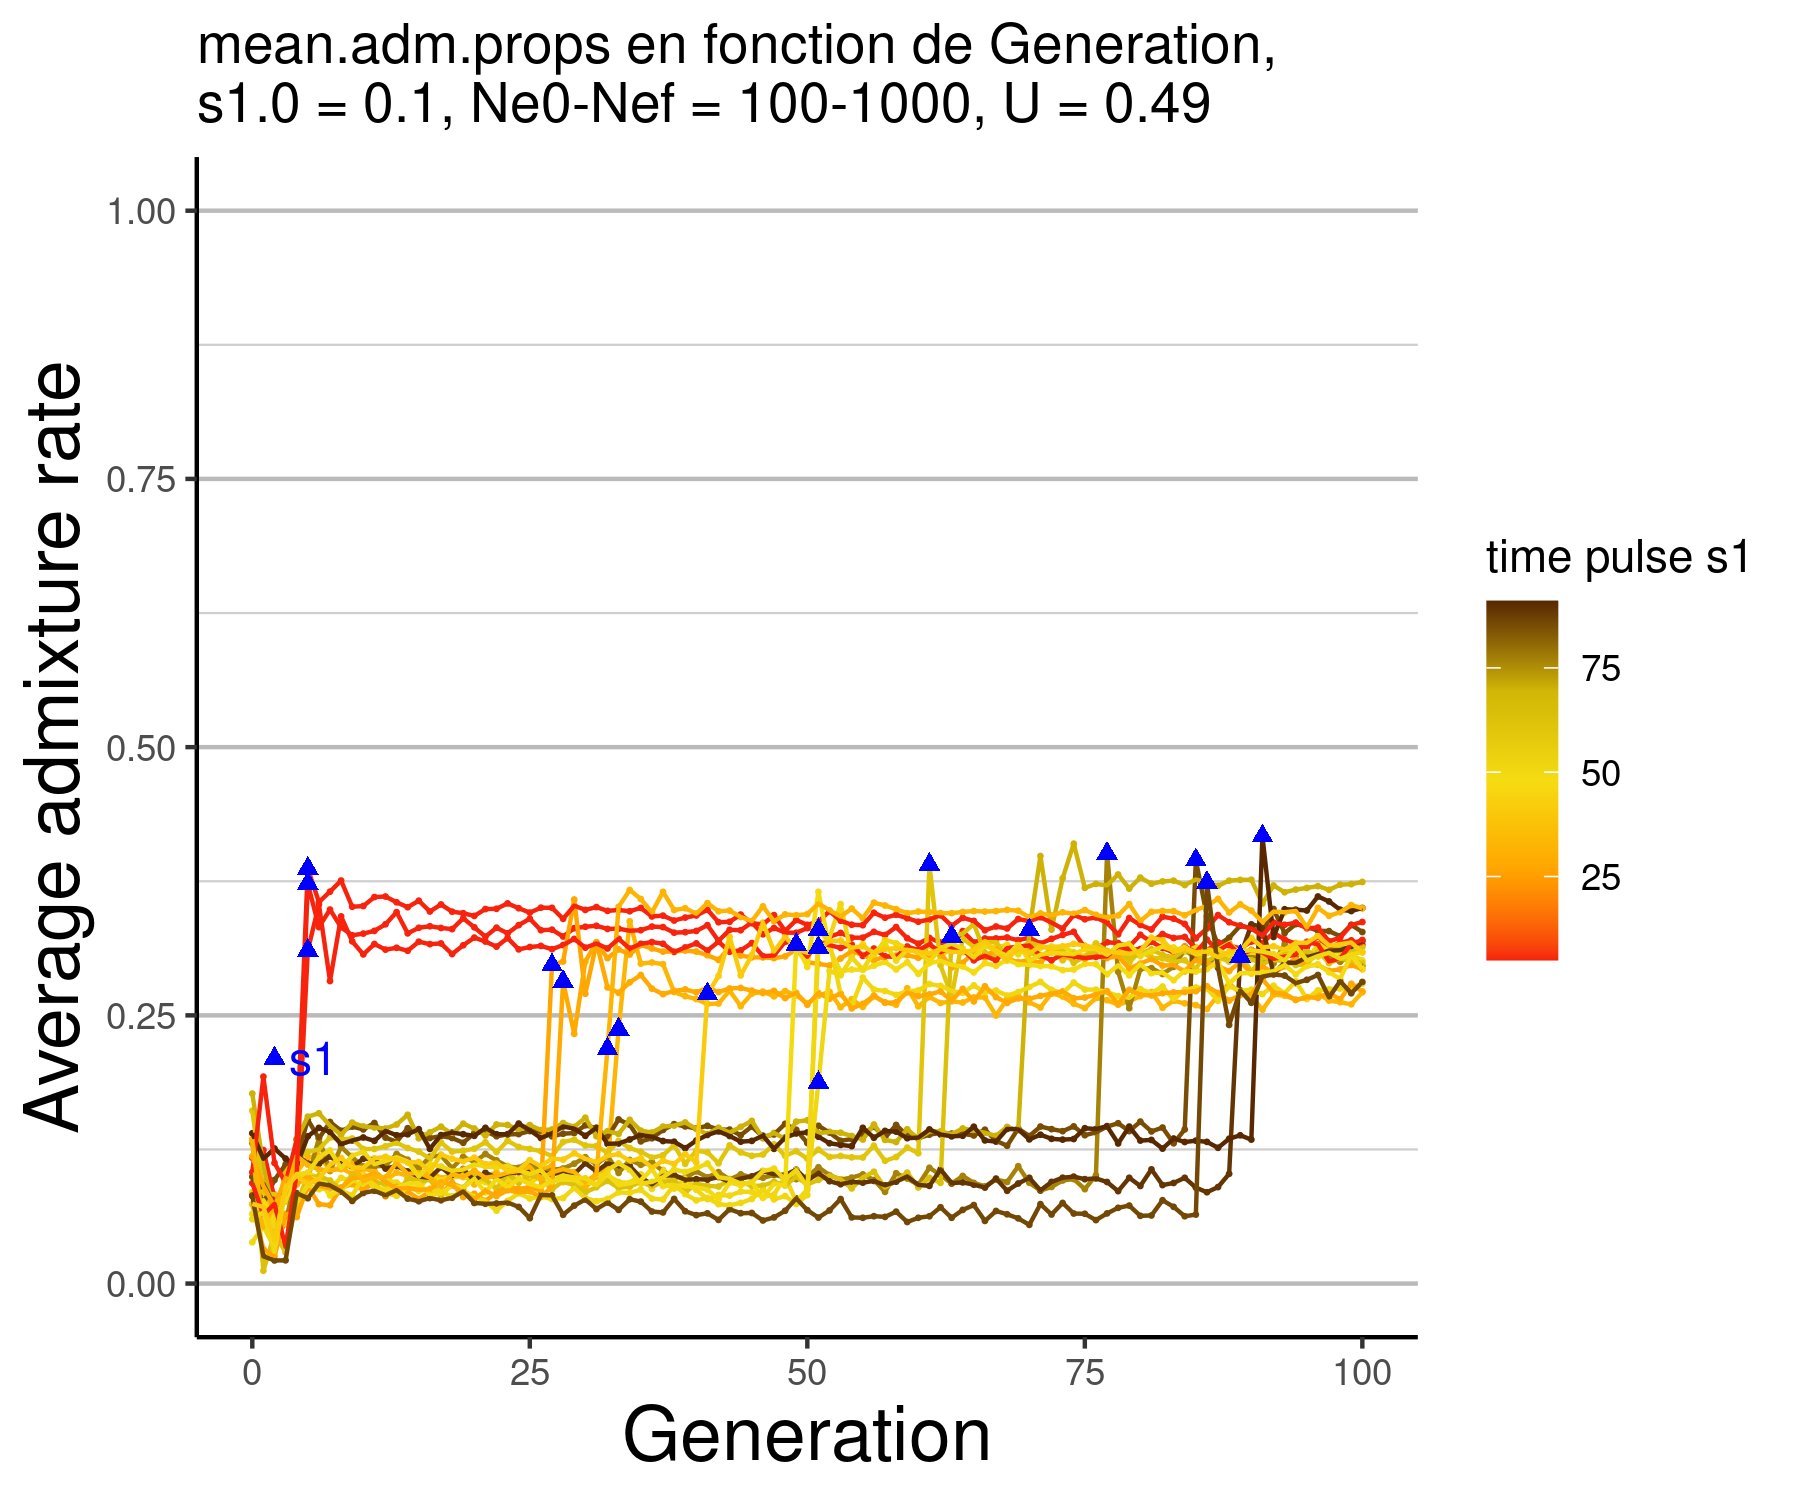 mean.adm.props en fonction de Generation,
s1.0 = 0.1, Ne0-Nef = 100-1000, U = 0.49
Average admixture rate
1.00
0.75
0.50
0.25
0.00
s1
0
25
50
75
100
Generation
time pulse s1
75
50
25